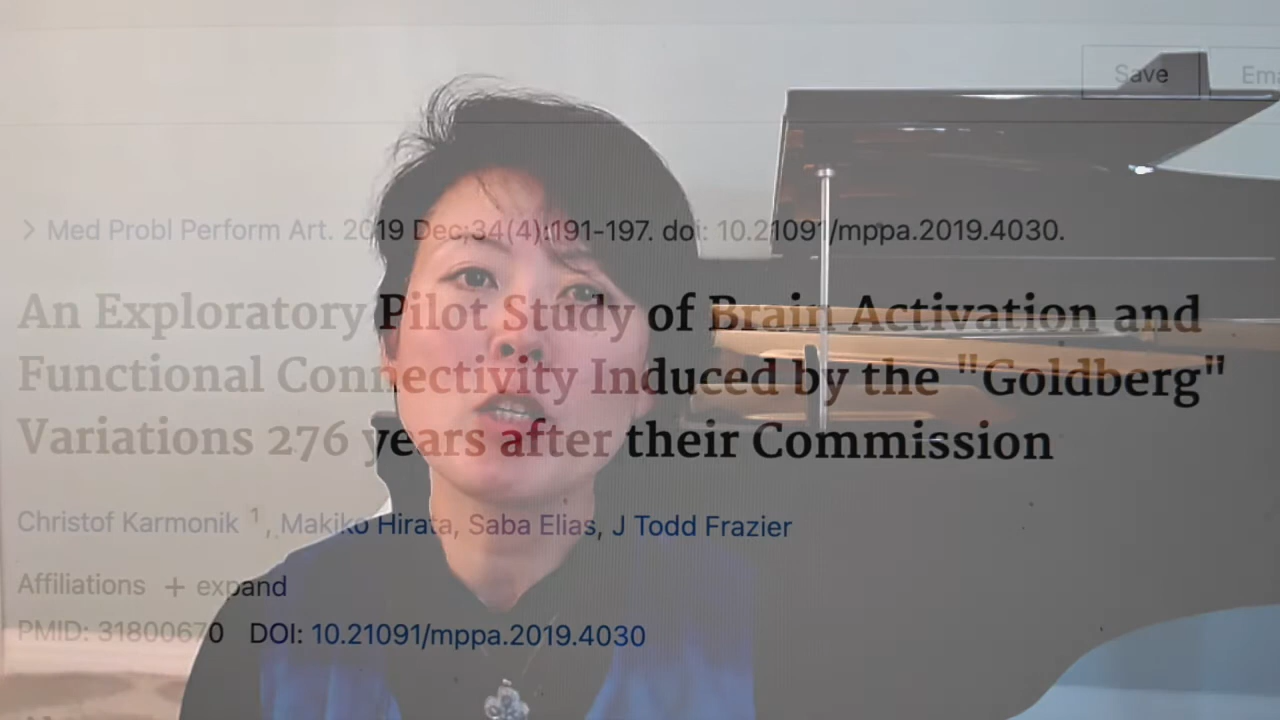 Save
Ema
> Med Probl Perform Art. 2019 Dec;34(4):191-197. doi: 10.21091/mppa.2019.4030.
An Exploratory Pilot Study of Brain Activation and
Functional Connectivity Induced by the "Goldberg"
Variations 276 years after their Commission
Christof Karmonik 1, Makiko Hirata, Saba Elias, J Todd Frazier
Affiliations + expand
PMID: 31800670 DOI: 10.21091/mppa.2019.4030